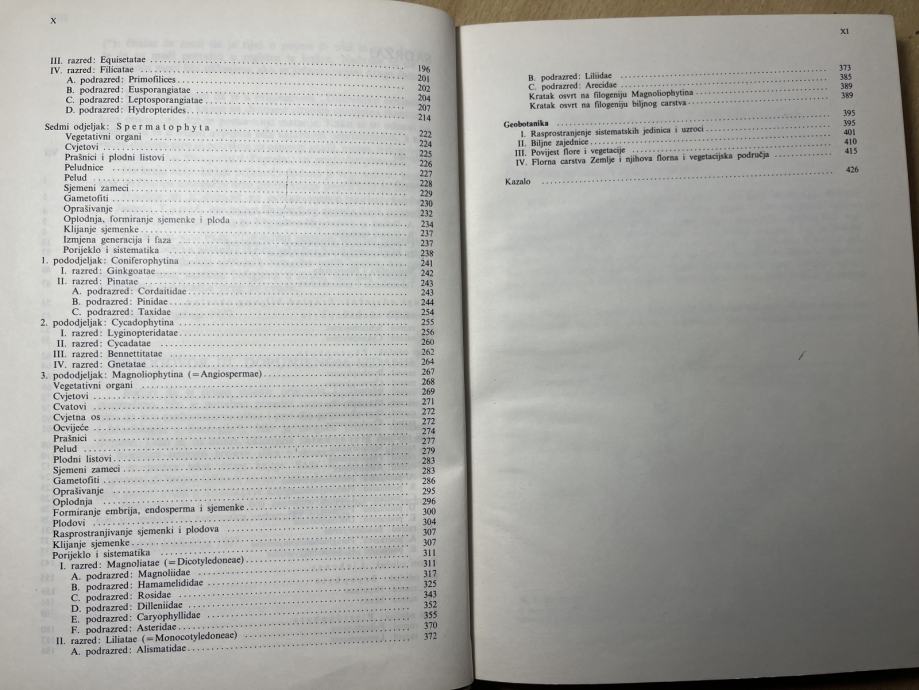 X
III. razred: Equisetatae ........ 196
IV. razred: Filicatae ........ 201
A. podrazred: Primofilices ........ 202
B. podrazred: Eusporangiatae ........ 204
C. podrazred: Leptosporangiatae ........ 207
D. podrazred: Hydropterides ........ 214
Sedmi odjeljak: Spermatophyta ........ 222
Vegetativni organi ........ 224
Cvjetovi ........ 225
Prašnici i plodni listovi ........ 226
Peludnice ........ 227
Pelud ........ 228
Sjemeni zameci ........ 229
Gametofiti ........ 230
Oprašivanje ........ 232
Oplodnja, formiranje sjemenke i ploda ........ 234
Klijanje sjemenke ........ 237
Izmjena generacija i faza ........ 237
Porijeklo i sistematika ........ 238
1. pododjeljak: Coniferophytina ........ 241
I. razred: Ginkgoatae ........ 242
II. razred: Pinatae ........ 243
A. podrazred: Cordaitidae ........ 243
B. podrazred: Pinidae ........ 244
C. podrazred: Taxidae ........ 254
2. pododjeljak: Cycadophytina ........ 255
I. razred: Lyginopteridatae ........ 256
II. razred: Cycadatae ........ 260
III. razred: Bennettitatae ........ 262
IV. razred: Gnetatae ........ 264
3. pododjeljak: Magnoliophytina (=Angiospermae) ........ 267
Vegetativni organi ........ 268
Cvjetovi ........ 269
Cvatovi ........ 271
Cvjetna os ........ 272
Ocvijeće ........ 272
Prašnici ........ 274
Pelud ........ 277
Plodni listovi ........ 279
Sjemeni zameci ........ 283
Gametofiti ........ 283
Oprašivanje ........ 286
Oplodnja ........ 295
Formiranje embrija, endosperma i sjemenke ........ 296
Plodovi ........ 300
Rasprostranjivanje sjemenki i plodova ........ 304
Klijanje sjemenke ........ 307
Porijeklo i sistematika ........ 307
I. razred: Magnoliatae (=Dicotyledoneae) ........ 311
A. podrazred: Magnoliidae ........ 311
B. podrazred: Hamamelididae ........ 317
C. podrazred: Rosidae ........ 325
D. podrazred: Dilleniidae ........ 343
E. podrazred: Caryophyllidae ........ 352
F. podrazred: Asteridae ........ 355
II. razred: Liliatae (=Monocotyledoneae) ........ 370
A. podrazred: Alismatidae ........ 372
XI
B. podrazred: Liliidae ........ 373
C. podrazred: Arecidae ........ 385
Kratak osvrt na filogeniju Magnoliophytina ........ 389
Kratak osvrt na filogeniju biljnog carstva ........ 389
Geobotanika ........ 395
I. Rasprostranjenje sistematskih jedinica i uzroci ........ 395
II. Biljne zajednice ........ 401
III. Povijest flore i vegetacije ........ 410
IV. Florna carstva Zemlje i njihova florna i vegetacijska područja ........ 415
Kazalo ........ 426